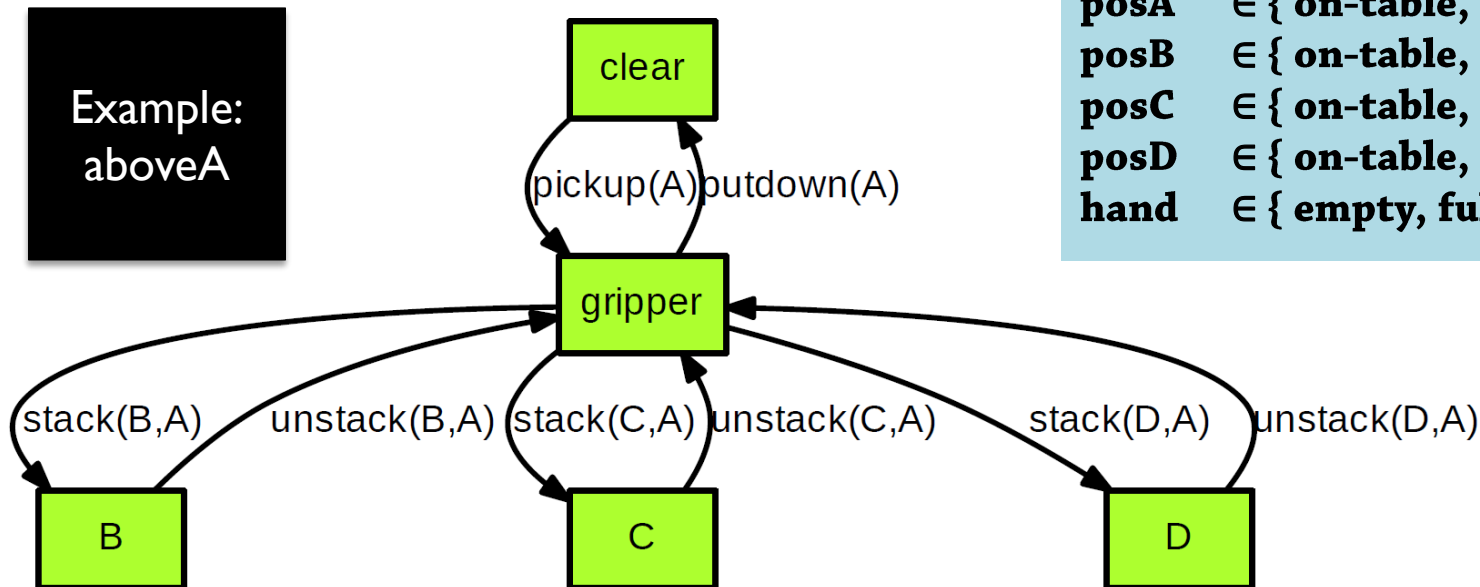 Example:
aboveA
clear
posA ∈ { on-table,
posB ∈ { on-table,
posC ∈ { on-table,
posD ∈ { on-table,
hand ∈ { empty,
pickup(A)
putdown(A)
gripper
stack(B,A)
unstack(B,A)
stack(C,A)
unstack(C,A)
stack(D,A)
unstack(D,A)
B
C
D